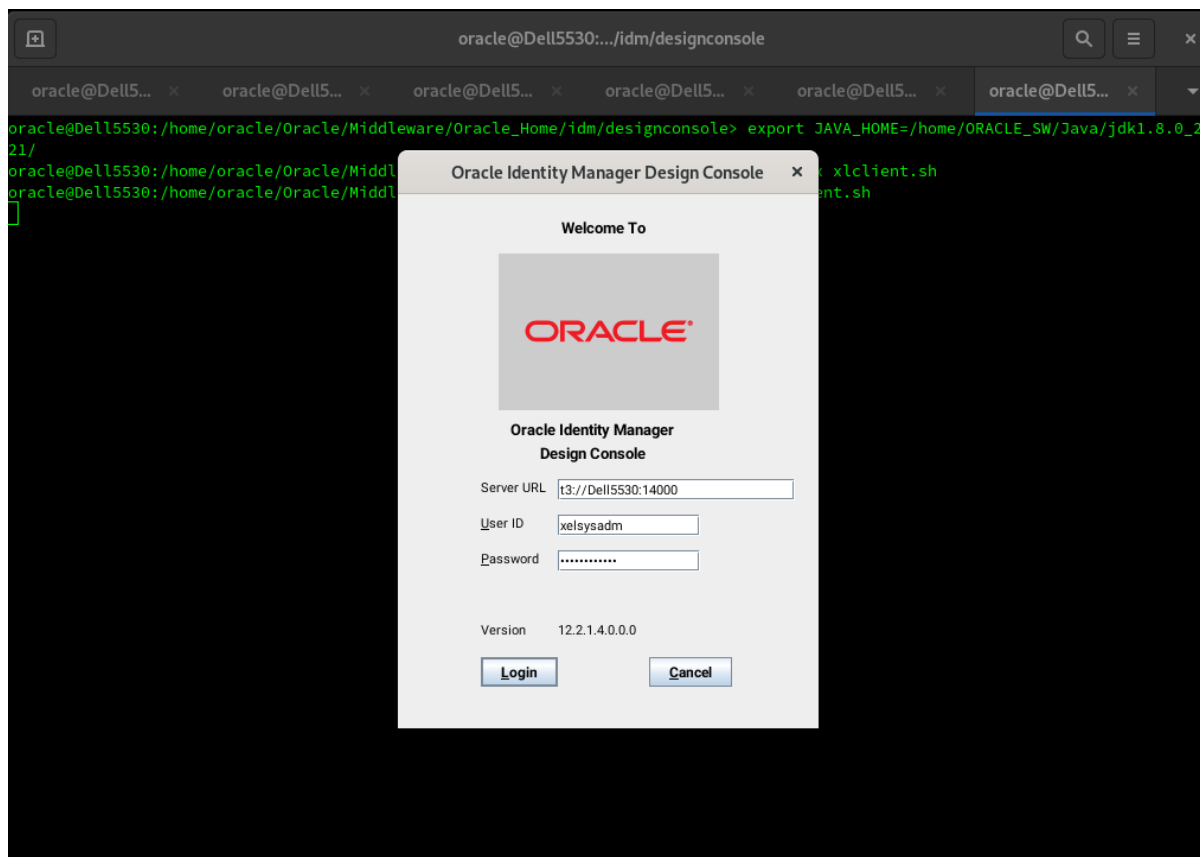 oracle@Dell5530:.../idm/designconsole
oracle@Dell5... oracle@Dell5... oracle@Dell5... oracle@Dell5... oracle@Dell5... oracle@Dell5...
oracle@Dell5530:/home/oracle/Oracle/Middleware/Oracle_Home/idm/designconsole> export JAVA_HOME=/home/ORACLE_SW/Java/jdk1.8.0_2
21/
oracle@Dell5530:/home/oracle/Oracle/Middl xlclient.sh
oracle@Dell5530:/home/oracle/Oracle/Middl ent.sh
Oracle Identity Manager Design Console
Welcome To
ORACLE
Oracle Identity Manager
Design Console
Server URL t3://Dell5530:14000
User ID xelsysadm
Password ••••••••••••
Version 12.2.1.4.0.0.0
Login Cancel